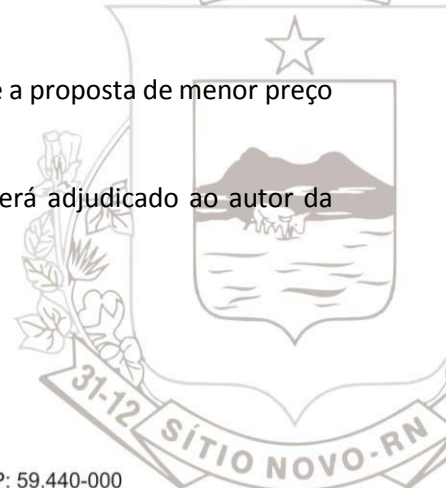 e a proposta de menor preço
erá adjudicado ao autor da
31-12
SÍTIO NOVO-RN
P: 59.440-000